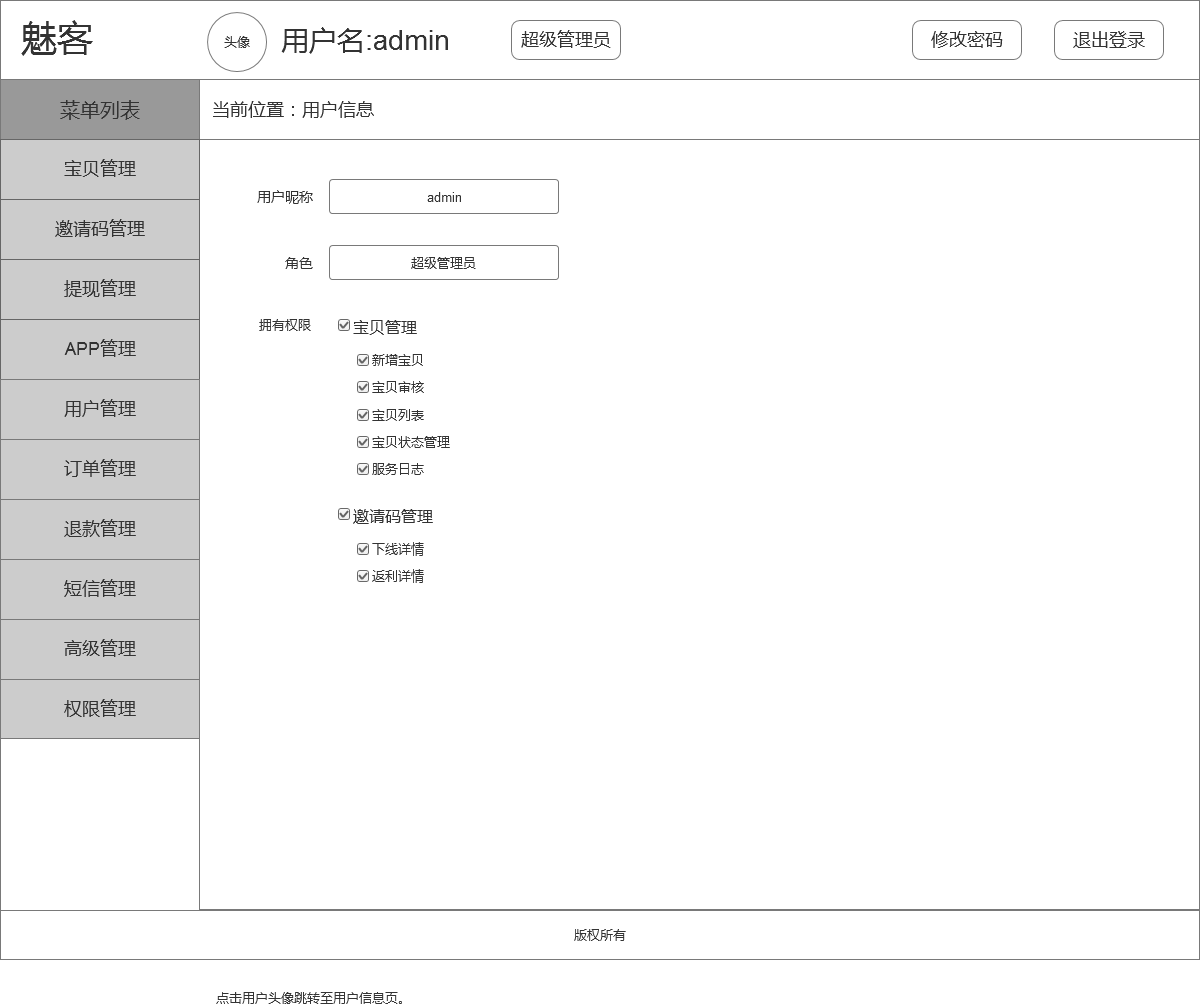 魅客
头像
用户名:admin
超级管理员
修改密码
退出登录
菜单列表
当前位置：用户信息
宝贝管理
邀请码管理
提现管理
APP管理
用户管理
订单管理
退款管理
短信管理
高级管理
权限管理
用户昵称
admin
角色
超级管理员
拥有权限
宝贝管理
新增宝贝
宝贝审核
宝贝列表
宝贝状态管理
服务日志
邀请码管理
下线详情
返利详情
版权所有
点击用户头像跳转至用户信息页。